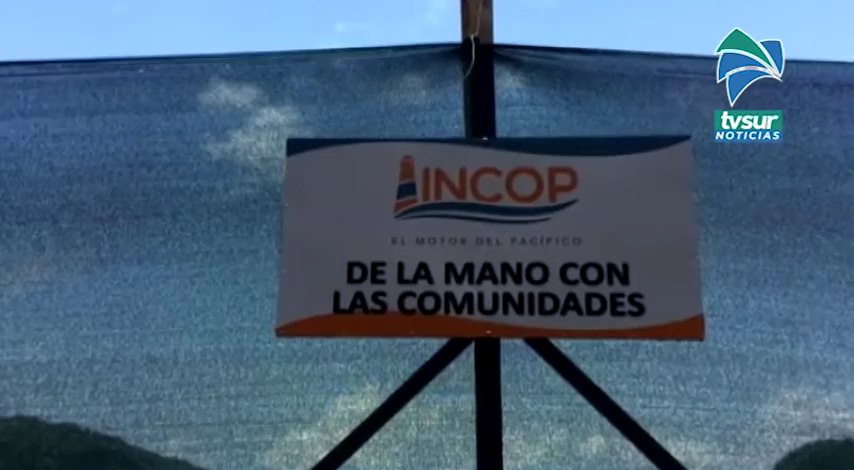 tvsur
NOTICIAS
INCOP
EL MOTOR DEL PACÍFICO
DE LA MANO CON
LAS COMUNIDADES